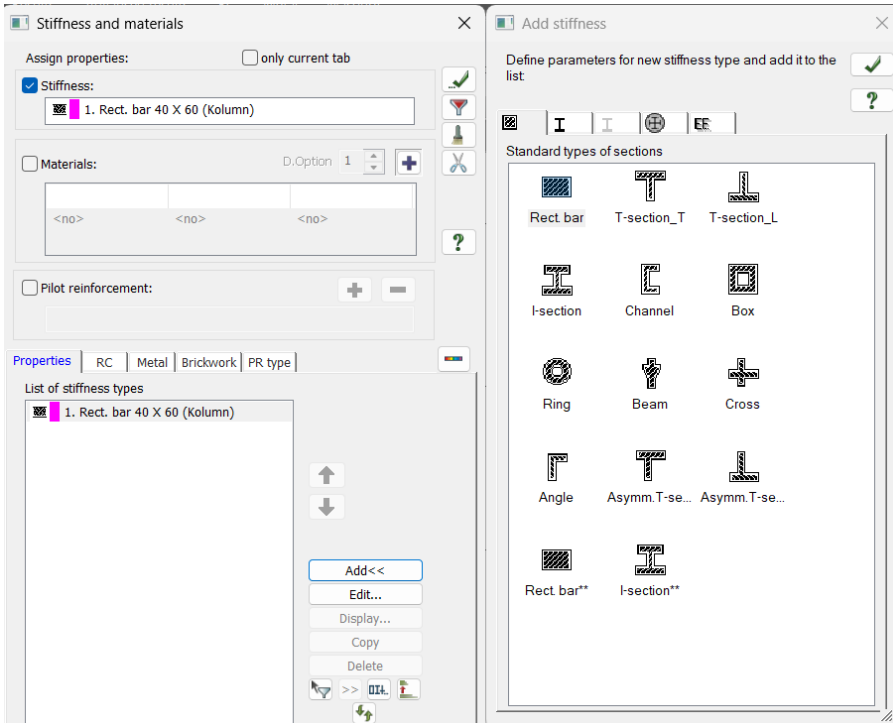 Stiffness and materials
Assign properties:
only current tab
Stiffness:
1. Rect. bar 40 X 60 (Kolumn)
Materials:
D.Option 1
<no> <no> <no>
Pilot reinforcement:
Properties RC Metal Brickwork PR type
List of stiffness types
1. Rect. bar 40 X 60 (Kolumn)
Add<<
Edit...
Display...
Copy
Delete
>>
Add stiffness
Define parameters for new stiffness type and add it to the
list:
Standard types of sections
Rect. bar T-section_T T-section_L
I-section Channel Box
Ring Beam Cross
Angle Asymm.T-se... Asymm.T-se...
Rect. bar** I-section**